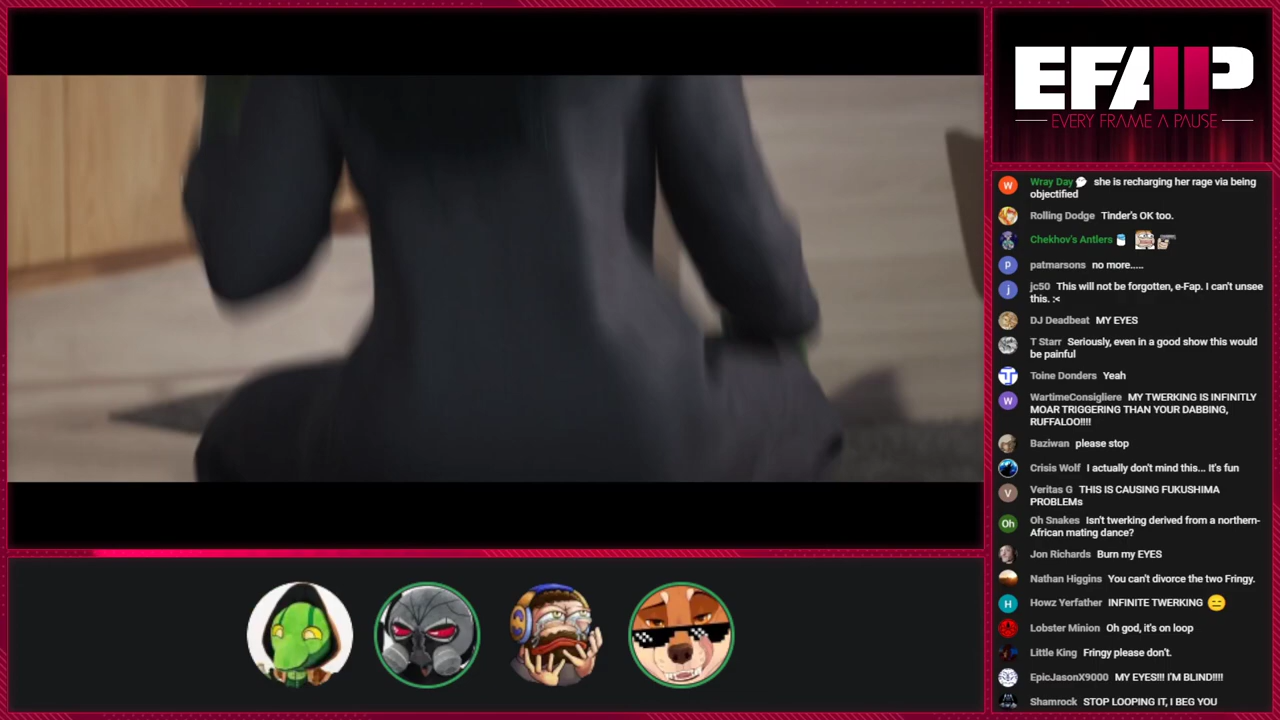 EFAP
EVERY FRAME A PAUSE
Wray Day she is recharging her rage via being
objectified
Rolling Dodge Tinder's OK too.
Chekhov's Antlers
patmarsons no more.....
jc50 This will not be forgotten, e-Fap. I can't unsee
this. :<
DJ Deadbeat MY EYES
T Starr Seriously, even in a good show this would
be painful
Toine Donders Yeah
WartimeConsigliere MY TWERKING IS INFINITLY
MOAR TRIGGERING THAN YOUR DABBING,
RUFFALOO!!!!
Baziwan please stop
Crisis Wolf I actually don't mind this... It's fun
Veritas G THIS IS CAUSING FUKUSHIMA
PROBLEMs
Oh Snakes Isn't twerking derived from a northern-
African mating dance?
Jon Richards Burn my EYES
Nathan Higgins You can't divorce the two Fringy.
Howz Yerfather INFINITE TWERKING
Lobster Minion Oh god, it's on loop
Little King Fringy please don't.
EpicJasonX9000 MY EYES!!! I'M BLIND!!!!
Shamrock STOP LOOPING IT, I BEG YOU